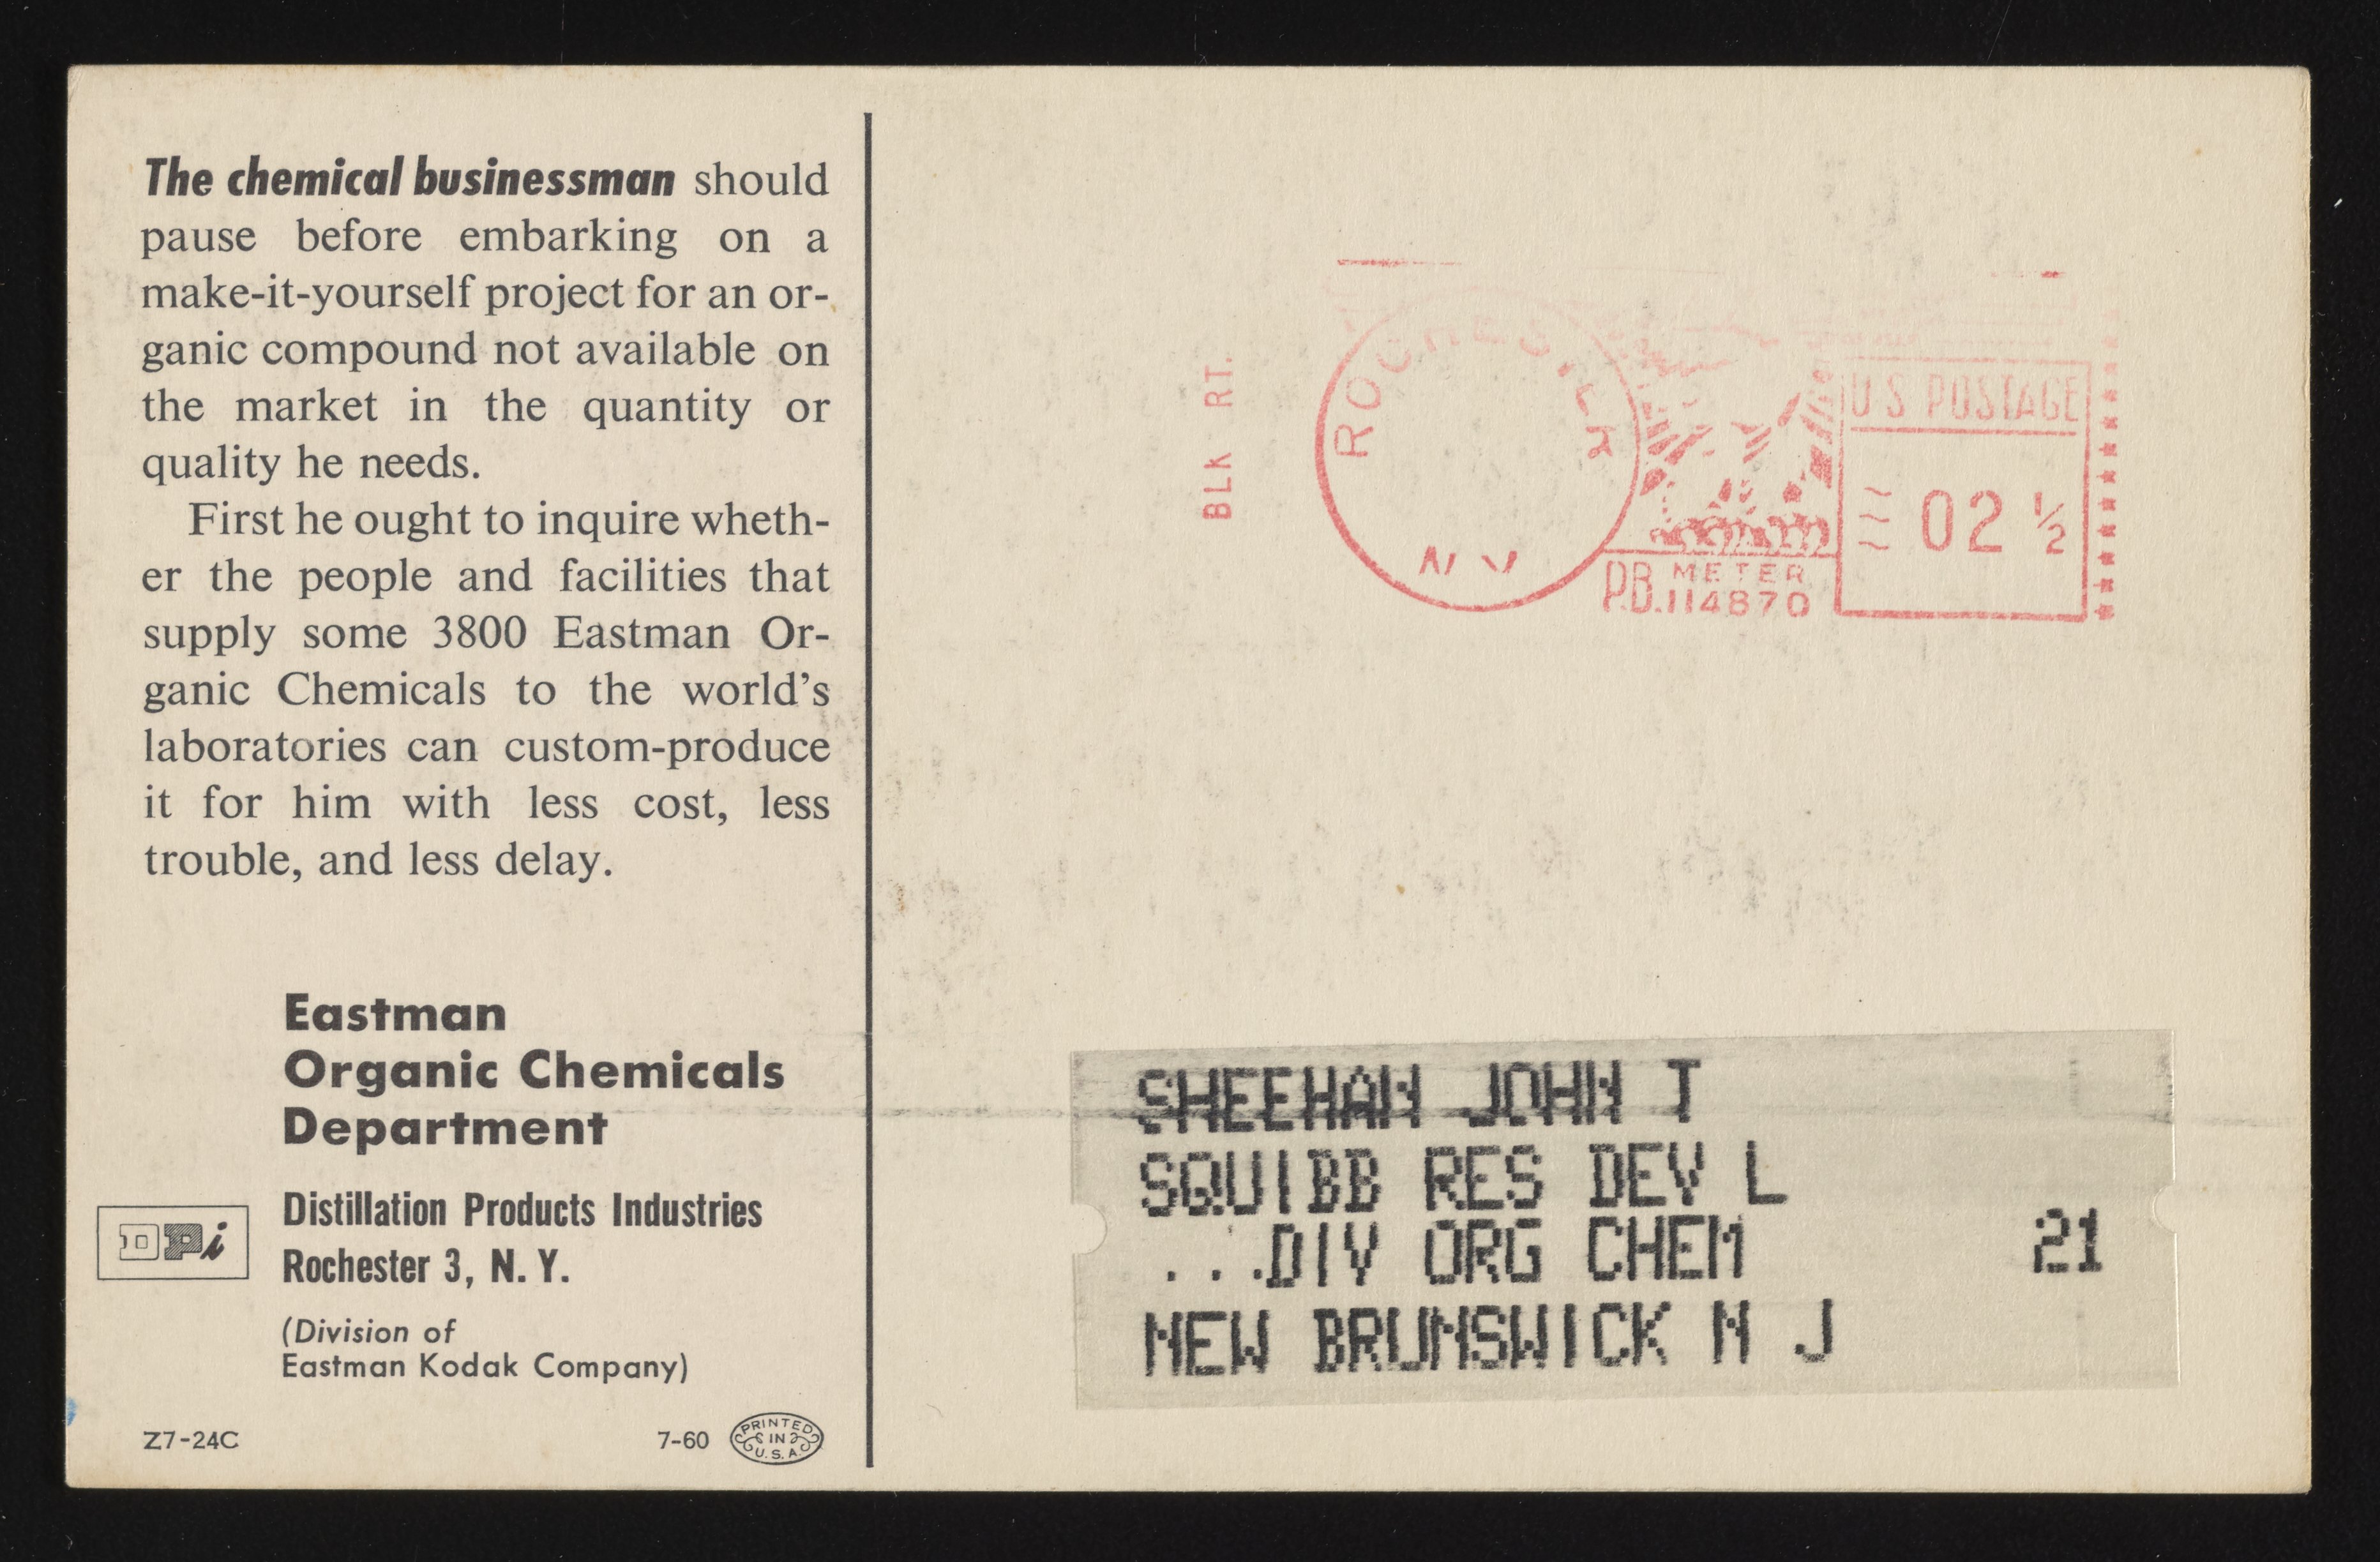 The chemical businessman should
pause before embarking on a
make-it-yourself project for an or-
ganic compound not available on
the market in the quantity or
quality he needs.
First he ought to inquire wheth-
er the people and facilities that
supply some 3800 Eastman Or-
ganic Chemicals to the world's
laboratories can custom-produce
it for him with less cost, less
trouble, and less delay.
Eastman
Organic Chemicals
Department
DPi
Distillation Products Industries
Rochester 3, N. Y.
(Division of
Eastman Kodak Company)
Z7-24C
7-60
PRINTED
IN
U.S.A.
BLK RT.
ROCHESTER
N Y
U S POSTAGE
02 ½
P.B. METER
114870
SHEEHAN JOHN T
SQUIBB RES DEV L
...DIV ORG CHEM 21
NEW BRUNSWICK N J